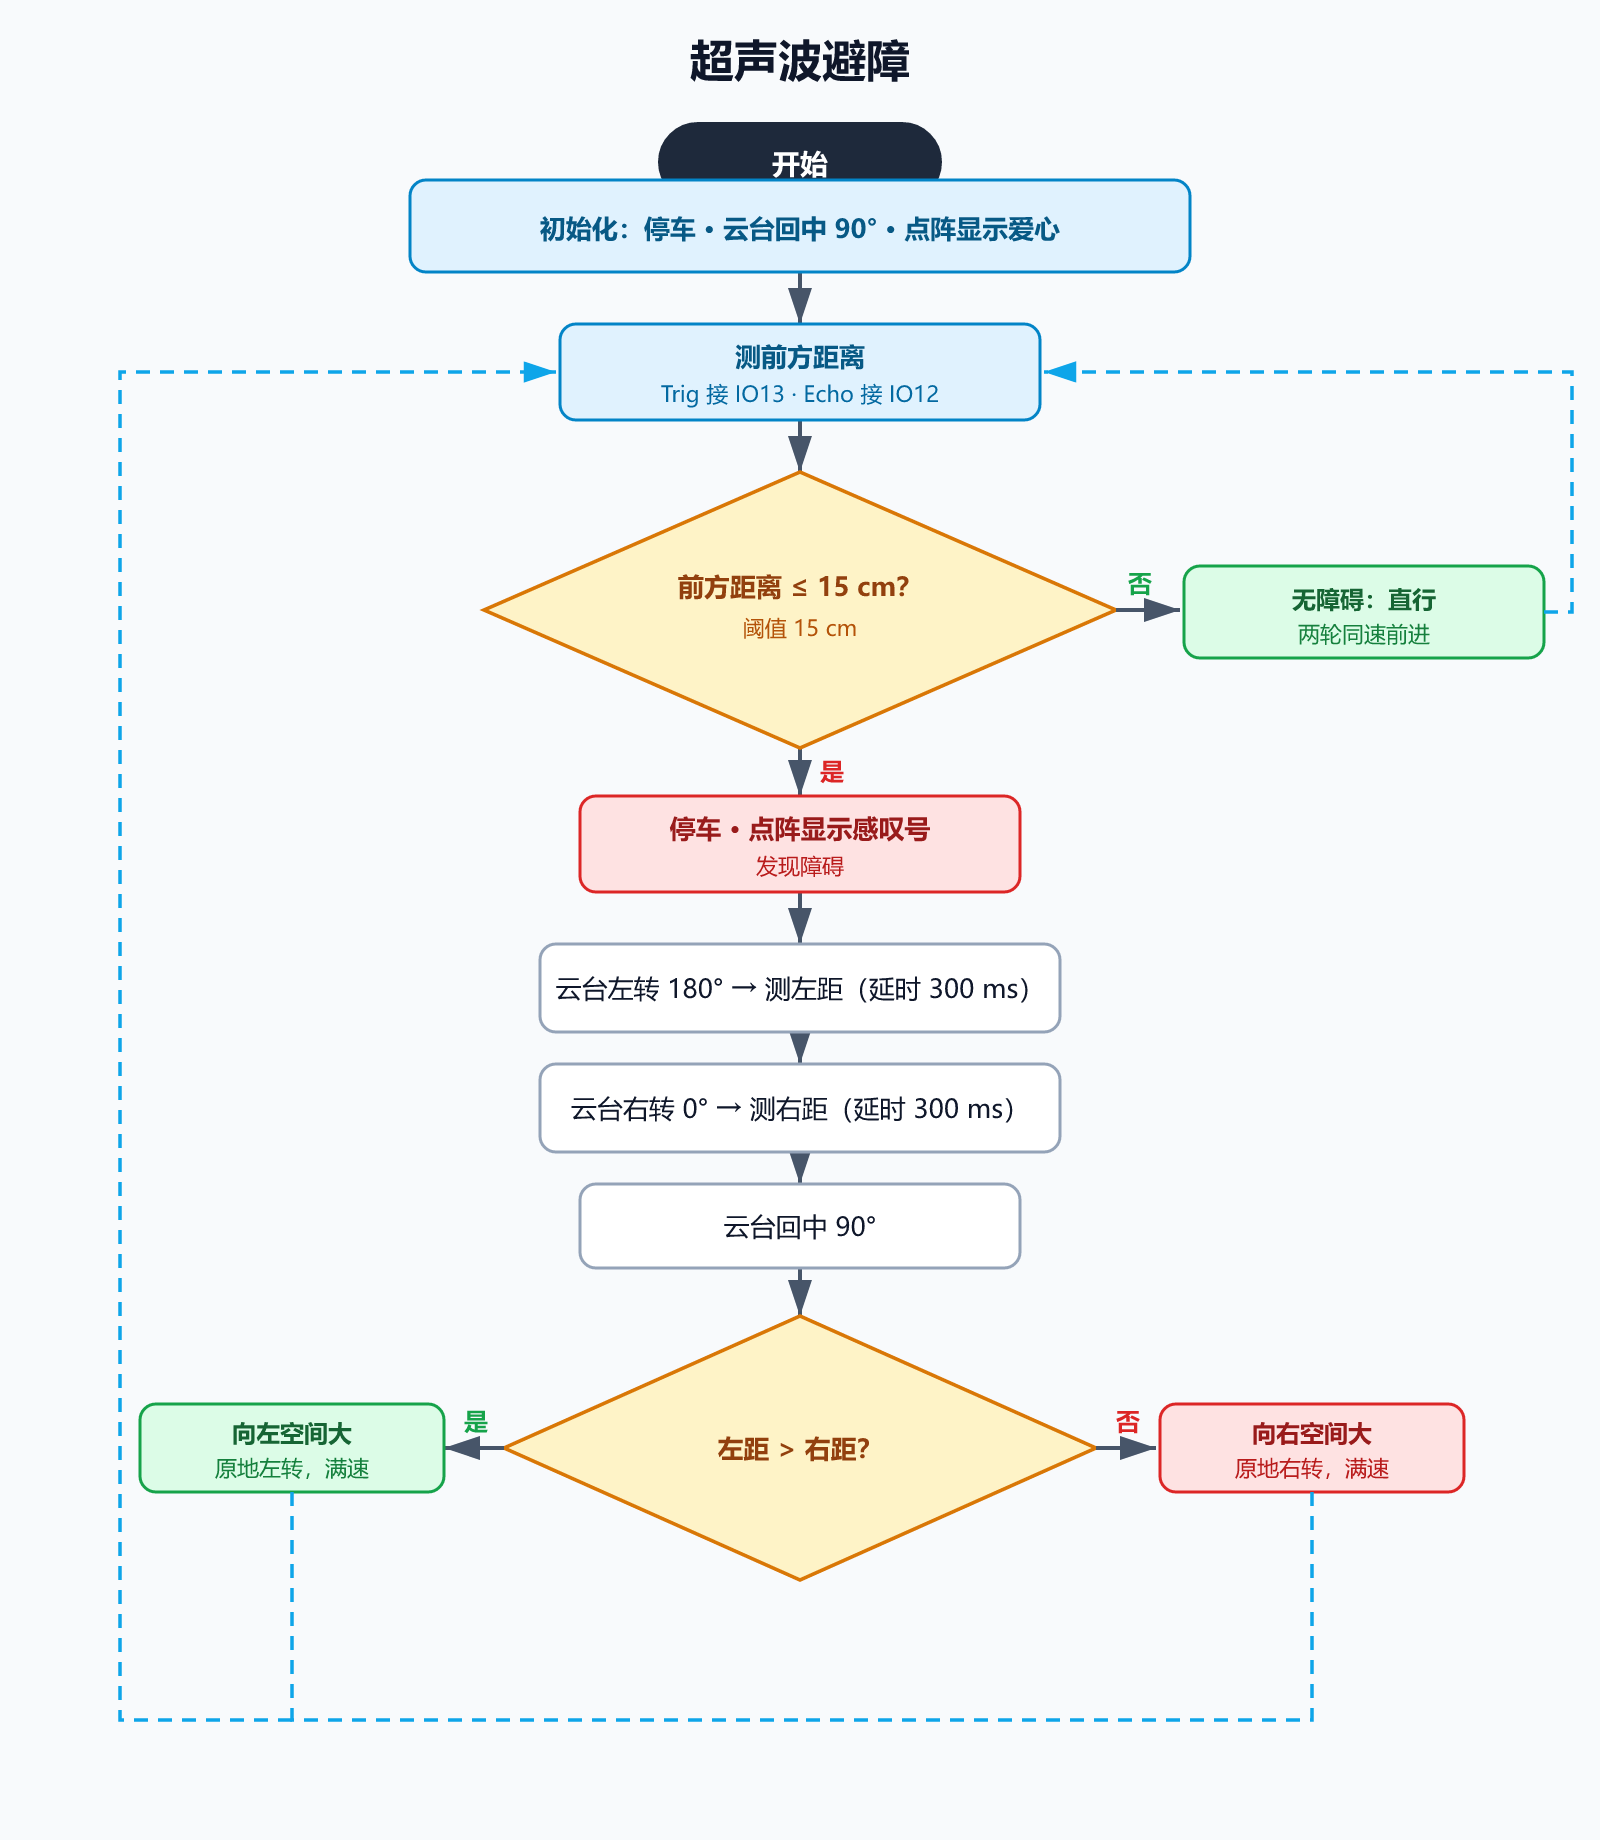 超声波避障
开始
初始化：停车 • 云台回中 90° • 点阵显示爱心
测前方距离
Trig 接 IO13 · Echo 接 IO12
前方距离 ≤ 15 cm?
阈值 15 cm
否
无障碍：直行
两轮同速前进
是
停车 • 点阵显示感叹号
发现障碍
云台左转 180° → 测左距（延时 300 ms）
云台右转 0° → 测右距（延时 300 ms）
云台回中 90°
左距 > 右距?
是
向左空间大
原地左转，满速
否
向右空间大
原地右转，满速